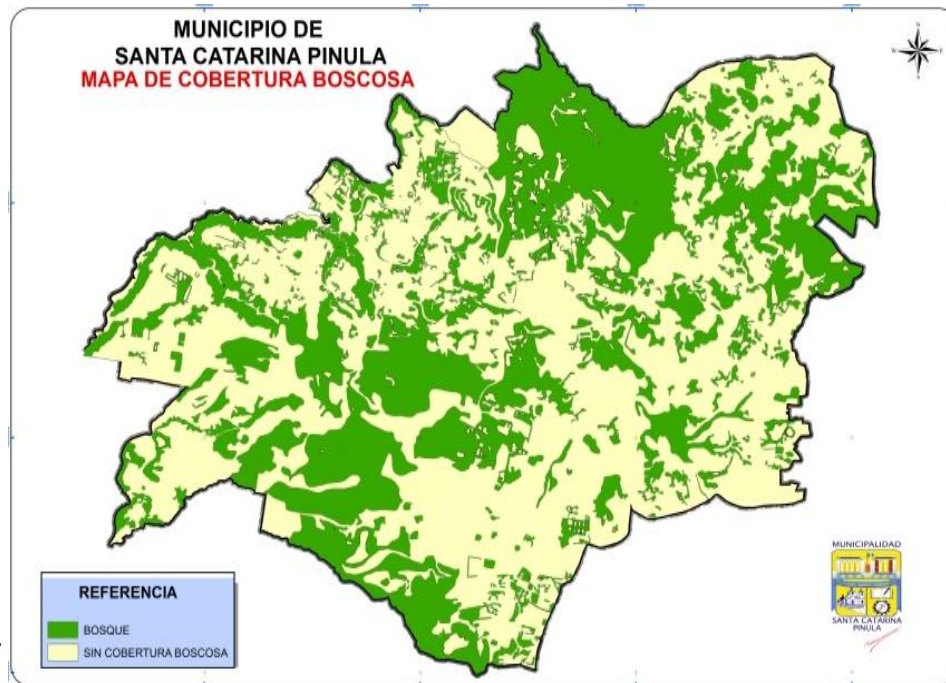 MUNICIPIO DE
SANTA CATARINA PINULA
MAPA DE COBERTURA BOSCOSA
REFERENCIA
BOSQUE
SIN COBERTURA BOSCOSA
MUNICIPALIDAD
SANTA CATARINA
PINULA